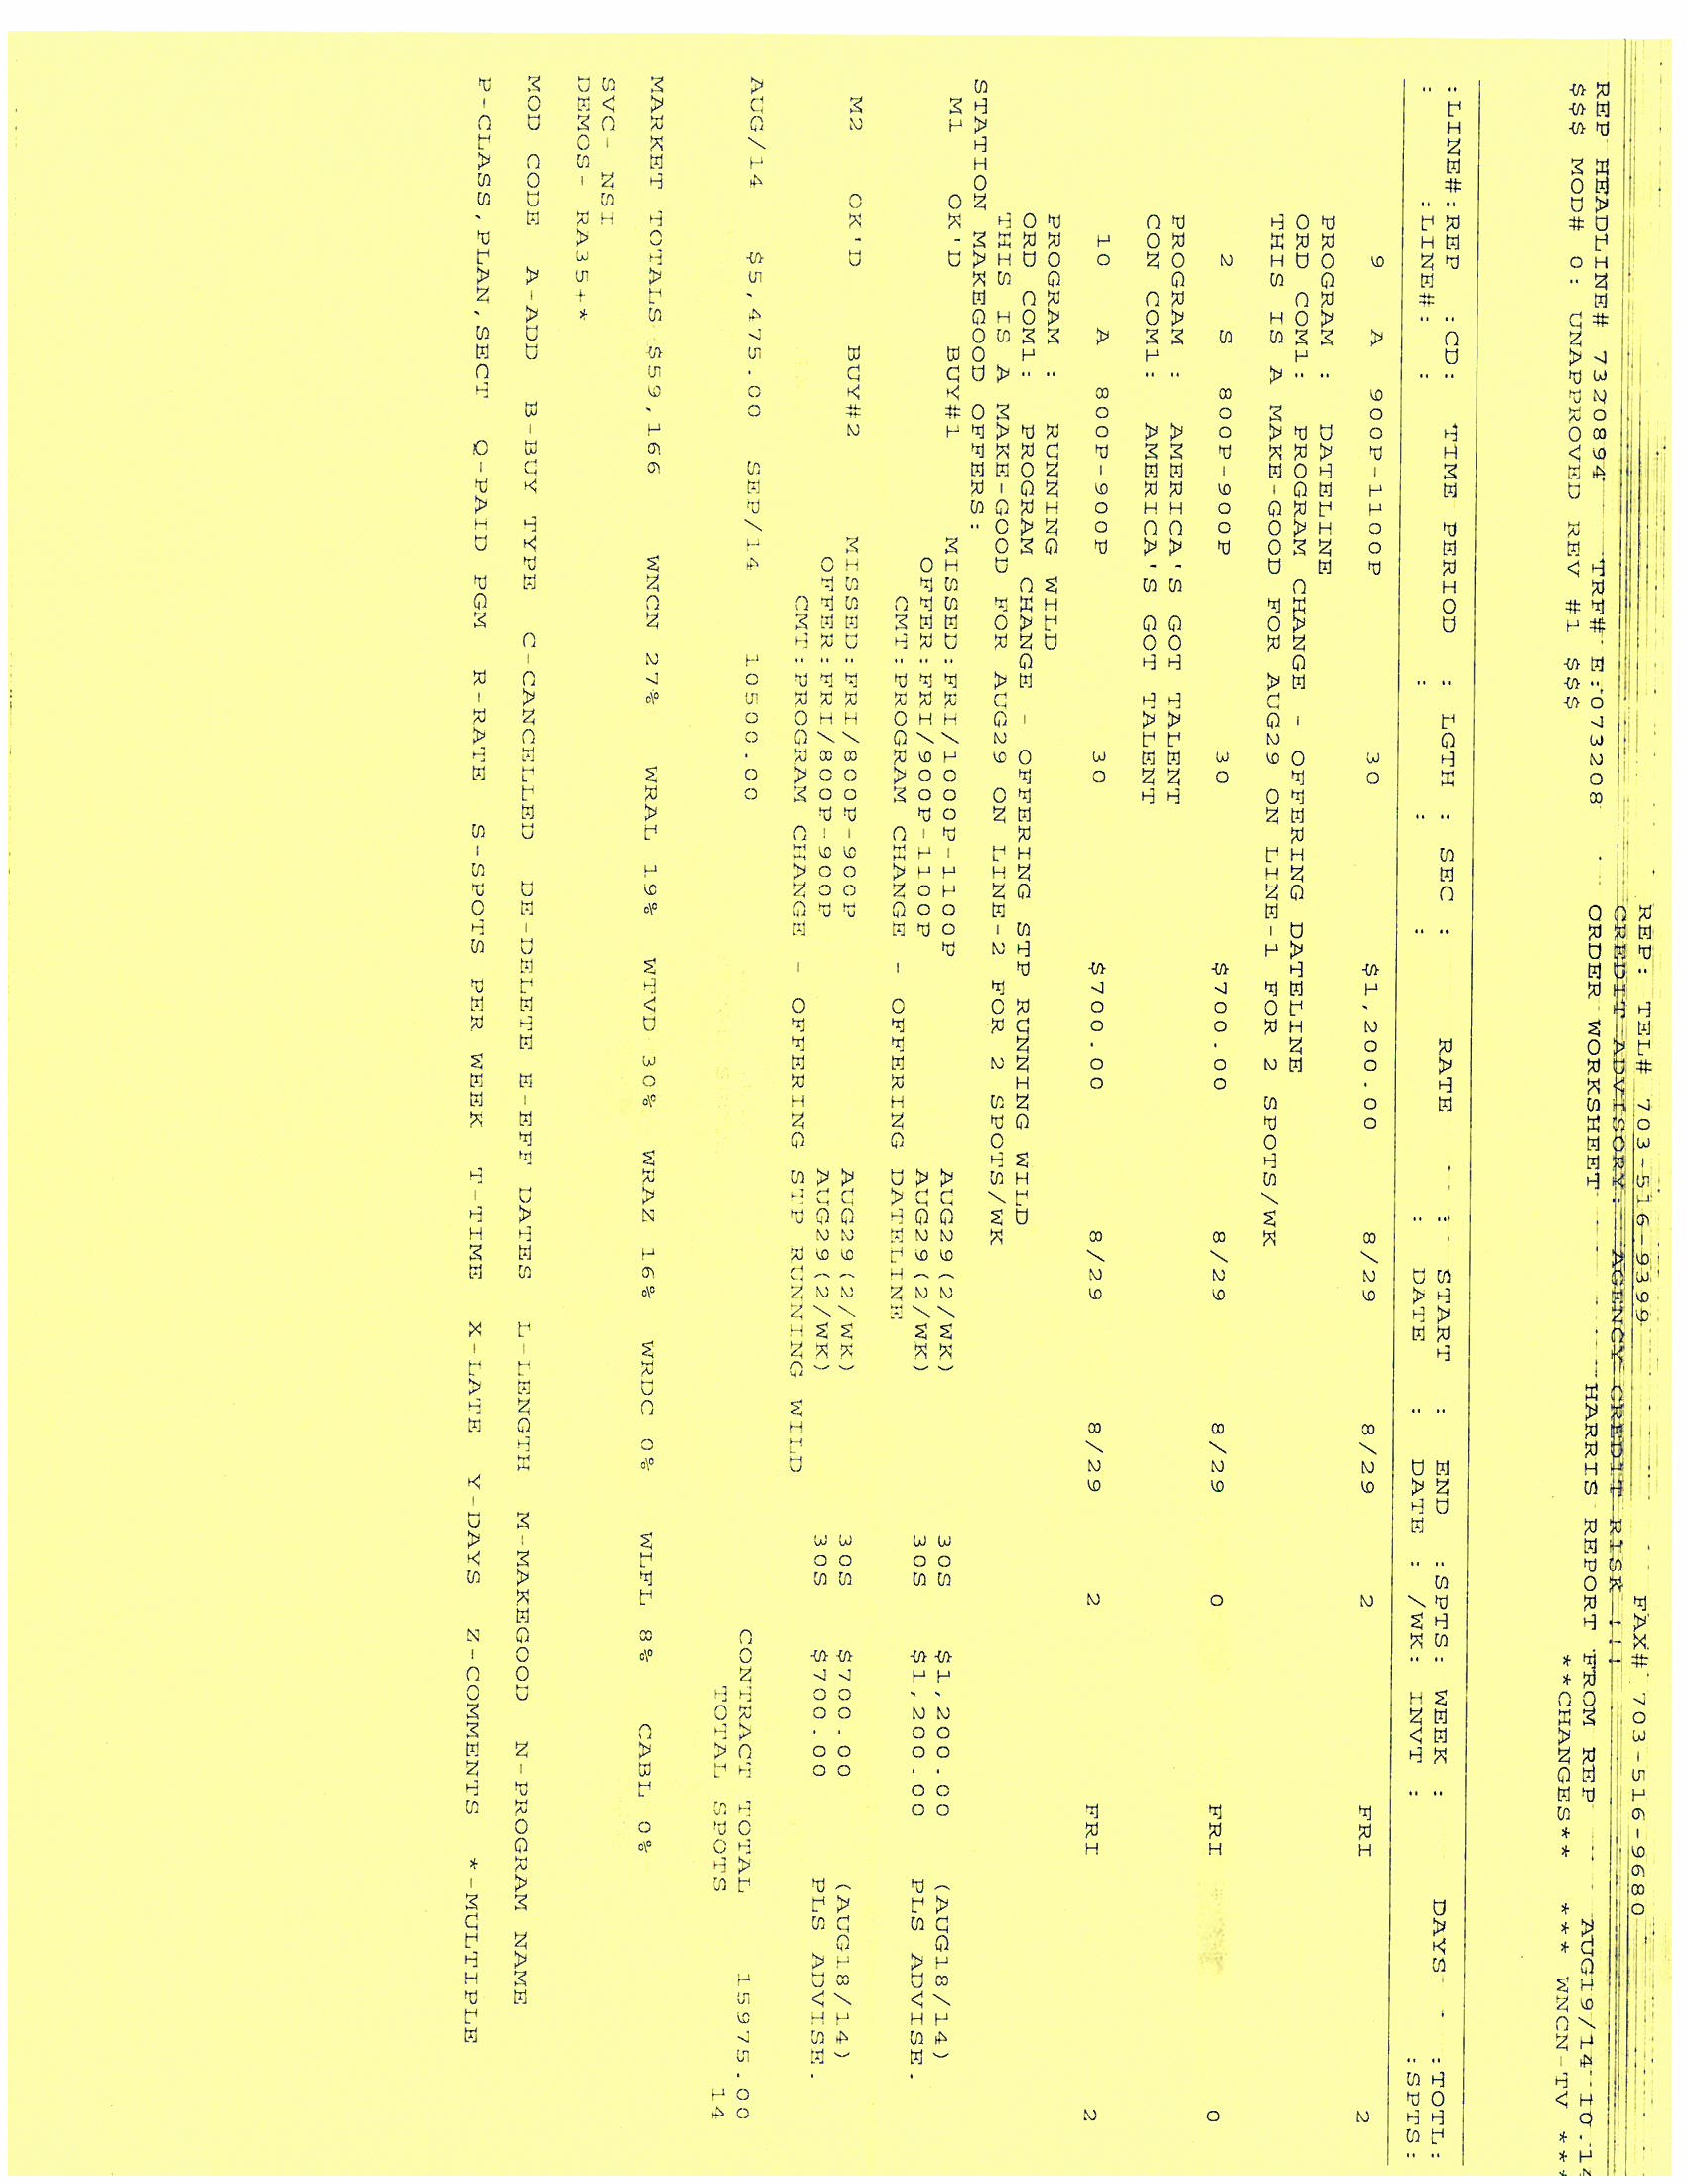 REP: TEL# 703-516-9399 FAX# 703-516-9680
CREDIT ADVISORY: AGENCY CREDIT RISK !!!
ORDER WORKSHEET HARRIS REPORT FROM REP AUG19/14 10.14
REP HEADLINE# 7320894 TRF# E:073208 **CHANGES** *** WNCN-TV **
$$$ MOD# 0: UNAPPROVED REV #1 $$$
:LINE#:REP :CD: TIME PERIOD : LGTH : SEC : RATE : START : END :SPTS: WEEK : DAYS :TOTL:
: :LINE#: : : : : : DATE : DATE : /WK: INVT : :SPTS:
9 A 900P-1100P 30 $1,200.00 8/29 8/29 2 FRI 2
PROGRAM : DATELINE
ORD COM1: PROGRAM CHANGE - OFFERING DATELINE
THIS IS A MAKE-GOOD FOR AUG29 ON LINE-1 FOR 2 SPOTS/WK
2 S 800P-900P 30 $700.00 8/29 8/29 0 FRI 0
PROGRAM : AMERICA'S GOT TALENT
CON COM1: AMERICA'S GOT TALENT
10 A 800P-900P 30 $700.00 8/29 8/29 2 FRI 2
PROGRAM : RUNNING WILD
ORD COM1: PROGRAM CHANGE - OFFERING STP RUNNING WILD
THIS IS A MAKE-GOOD FOR AUG29 ON LINE-2 FOR 2 SPOTS/WK
STATION MAKEGOOD OFFERS:
M1 OK'D BUY#1 MISSED:FRI/1000P-1100P AUG29(2/WK) 30S $1,200.00 (AUG18/14)
OFFER:FRI/900P-1100P AUG29(2/WK) 30S $1,200.00 PLS ADVISE.
CMT:PROGRAM CHANGE - OFFERING DATELINE
M2 OK'D BUY#2 MISSED:FRI/800P-900P AUG29(2/WK) 30S $700.00 (AUG18/14)
OFFER:FRI/800P-900P AUG29(2/WK) 30S $700.00 PLS ADVISE.
CMT:PROGRAM CHANGE - OFFERING STP RUNNING WILD
AUG/14 $5,475.00 SEP/14 10500.00 CONTRACT TOTAL 15975.00
TOTAL SPOTS 14
MARKET TOTALS $59,166 WNCN 27% WRAL 19% WTVD 30% WRAZ 16% WRDC 0% WLFL 8% CABL 0%
SVC- NSI
DEMOS- RA35+*
MOD CODE A-ADD B-BUY TYPE C-CANCELLED DE-DELETE E-EFF DATES L-LENGTH M-MAKEGOOD N-PROGRAM NAME
P-CLASS,PLAN,SECT Q-PAID PGM R-RATE S-SPOTS PER WEEK T-TIME X-LATE Y-DAYS Z-COMMENTS *-MULTIPLE